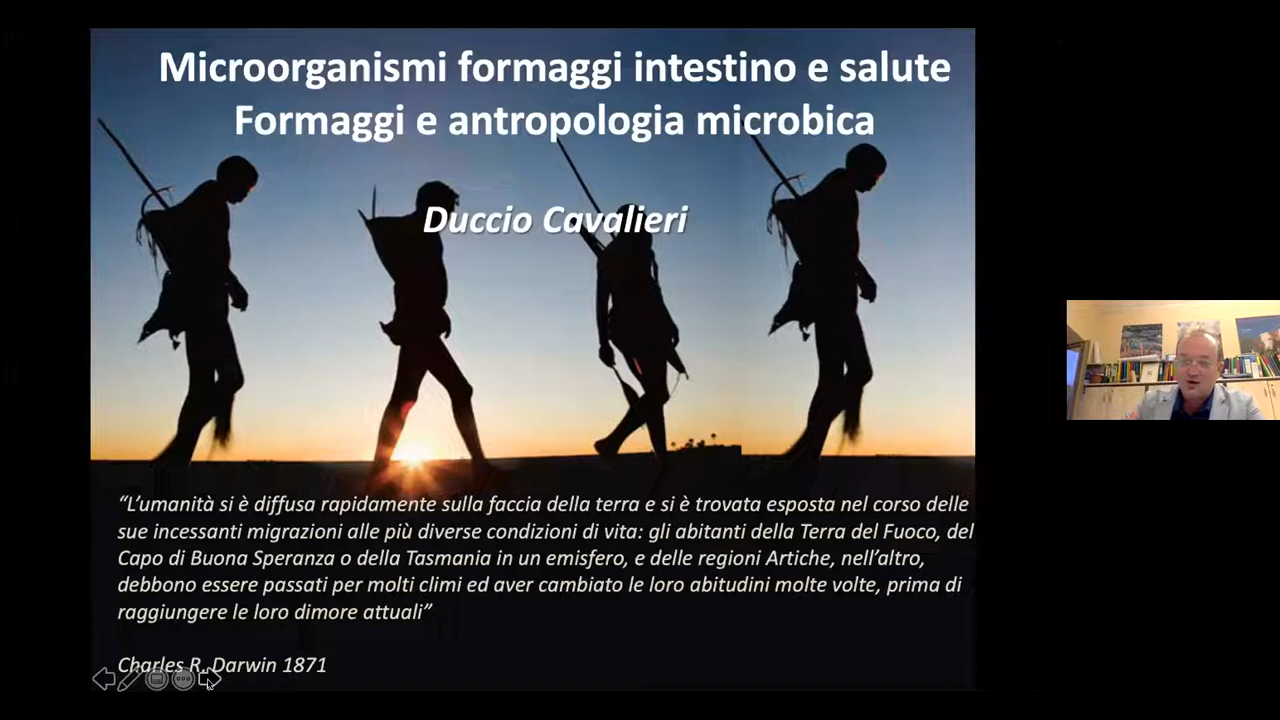 Microorganismi formaggi intestino e salute
Formaggi e antropologia microbica
Duccio Cavalieri
“L’umanità si è diffusa rapidamente sulla faccia della terra e si è trovata esposta nel corso delle
sue incessanti migrazioni alle più diverse condizioni di vita: gli abitanti della Terra del Fuoco, del
Capo di Buona Speranza o della Tasmania in un emisfero, e delle regioni Artiche, nell’altro,
debbono essere passati per molti climi ed aver cambiato le loro abitudini molte volte, prima di
raggiungere le loro dimore attuali”
Charles R. Darwin 1871